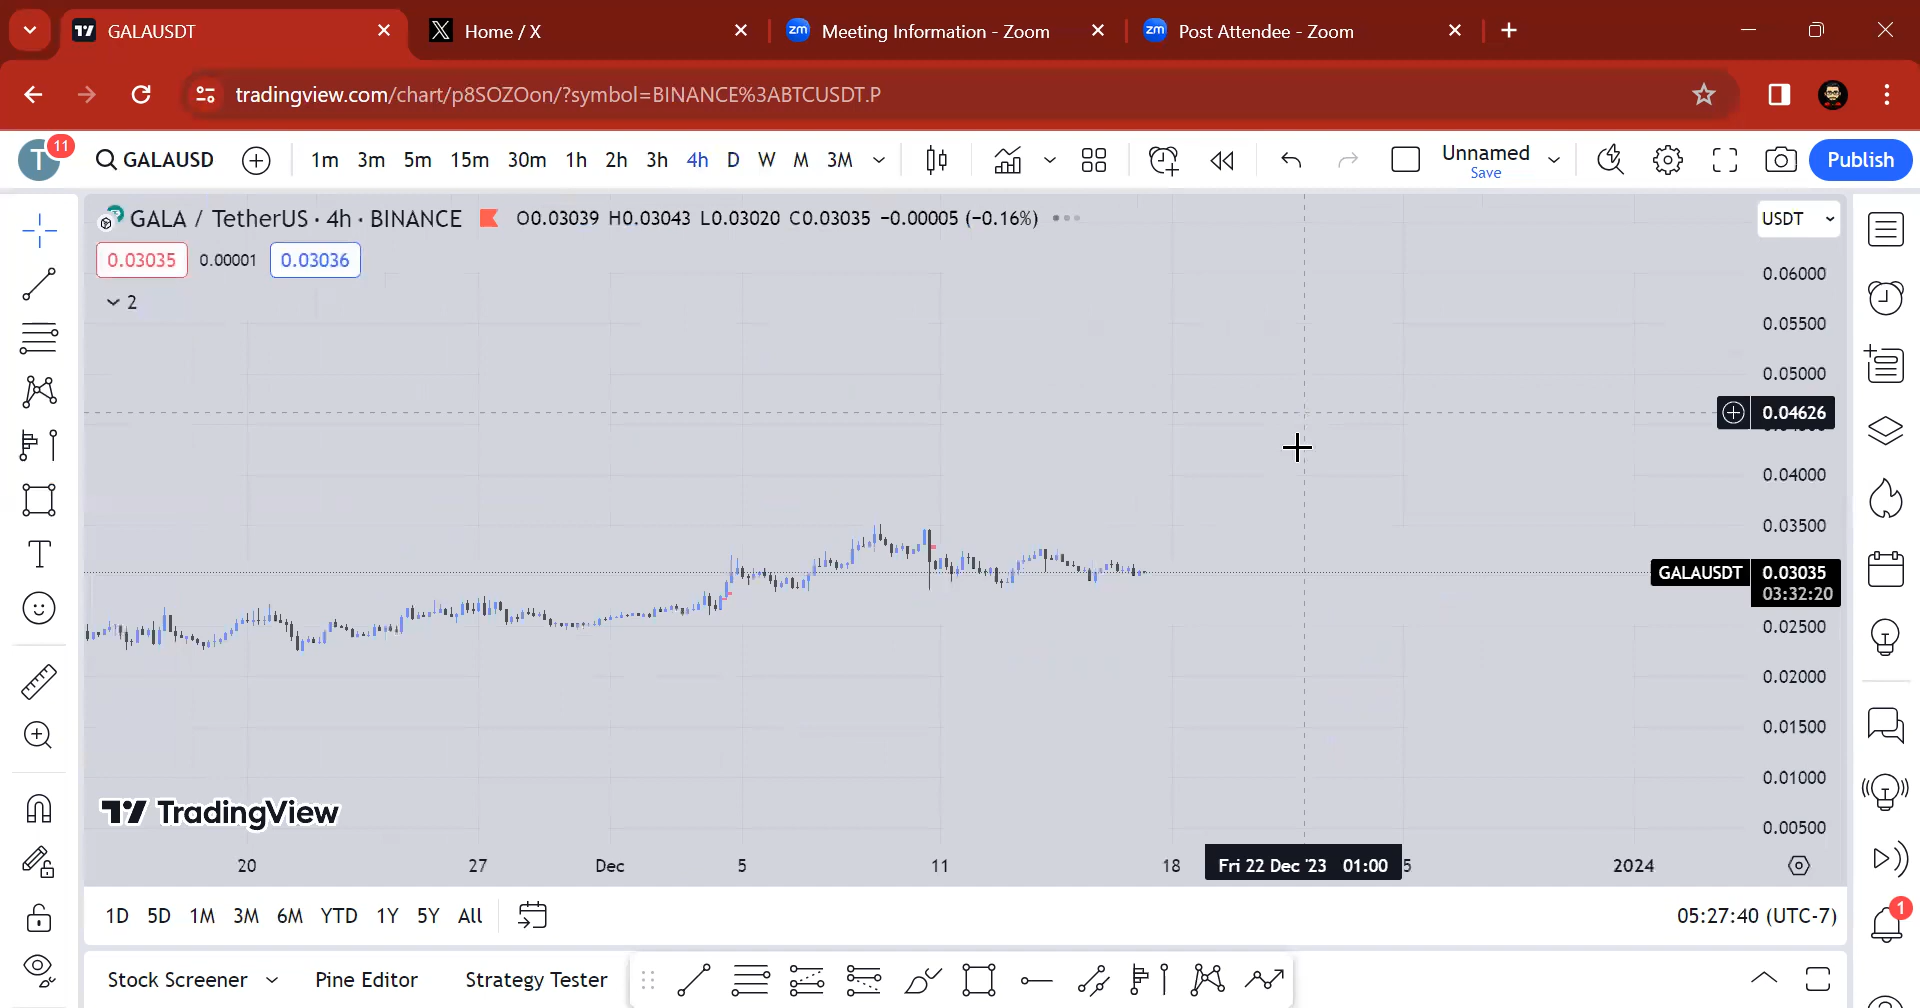 GALAUSDT
Home / X
zm
Meeting Information - Zoom
zm
Post Attendee - Zoom
tradingview.com/chart/p8SOZOon/?symbol=BINANCE%3ABTCUSDT.P
T
11
GALAUSD
1m 3m 5m 15m 30m 1h 2h 3h 4h D W M 3M
Unnamed
Save
Publish
GALA / TetherUS · 4h · BINANCE
O0.03039 H0.03043 L0.03020 C0.03035 −0.00005 (−0.16%)
USDT
0.03035
0.00001
0.03036
2
0.06000
0.05500
0.05000
0.04626
0.04000
0.03500
GALAUSDT
0.03035
03:32:20
0.02500
0.02000
0.01500
0.01000
0.00500
TradingView
20 27 Dec 5 11 18 Fri 22 Dec '23 01:00 5 2024
1D 5D 1M 3M 6M YTD 1Y 5Y All
05:27:40 (UTC-7)
1
Stock Screener
Pine Editor
Strategy Tester